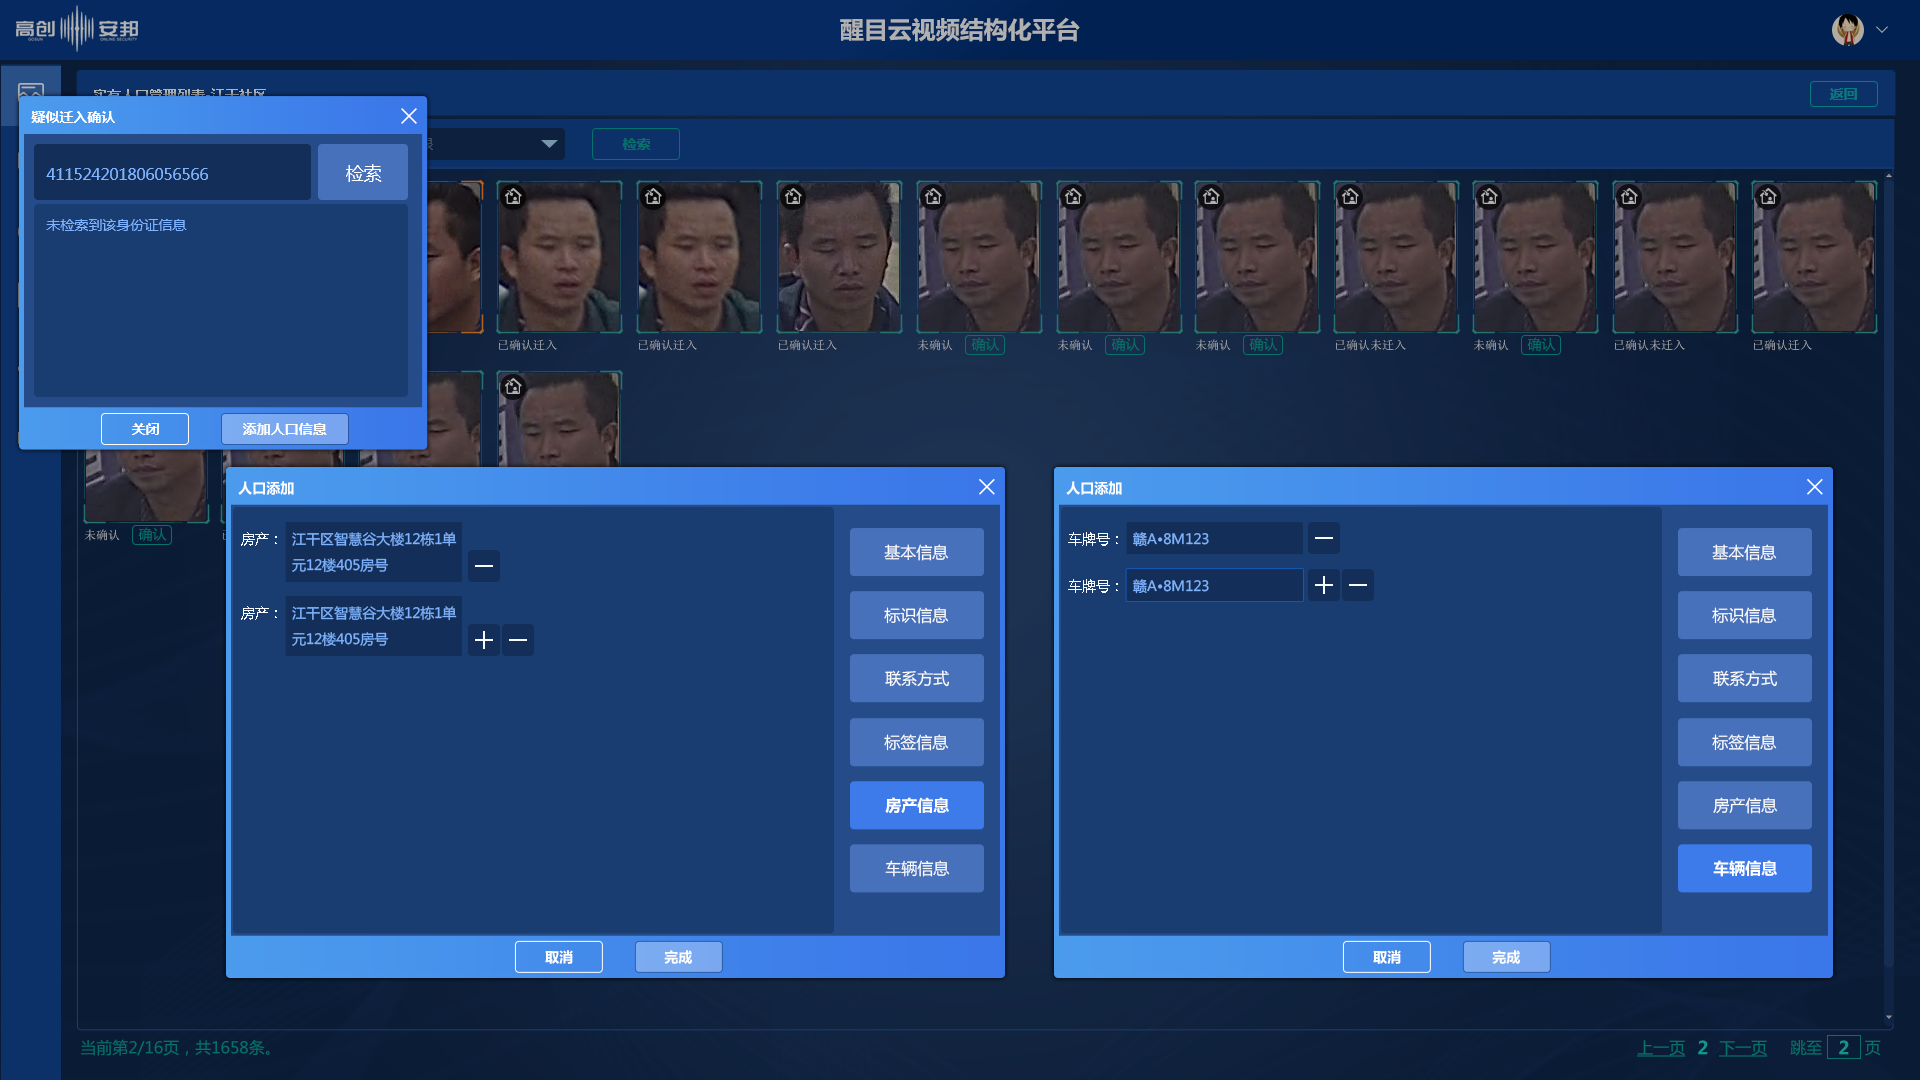 高创 安邦
GOSUN ONLINE SECURITY
醒目云视频结构化平台
实有人口管理列表-江干社区
返回
检索
疑似迁入确认
411524201806056566
检索
未检索到该身份证信息
关闭
添加人口信息
已确认迁入
已确认迁入
已确认迁入
未确认 确认
未确认 确认
未确认 确认
已确认未迁入
未确认 确认
已确认未迁入
已确认迁入
未确认 确认
人口添加
房产：
江干区智慧谷大楼12栋1单
元12楼405房号
房产：
江干区智慧谷大楼12栋1单
元12楼405房号
基本信息
标识信息
联系方式
标签信息
房产信息
车辆信息
取消
完成
人口添加
车牌号： 赣A•8M123
车牌号： 赣A•8M123
基本信息
标识信息
联系方式
标签信息
房产信息
车辆信息
取消
完成
当前第2/16页，共1658条。
上一页 2 下一页 跳至 2 页